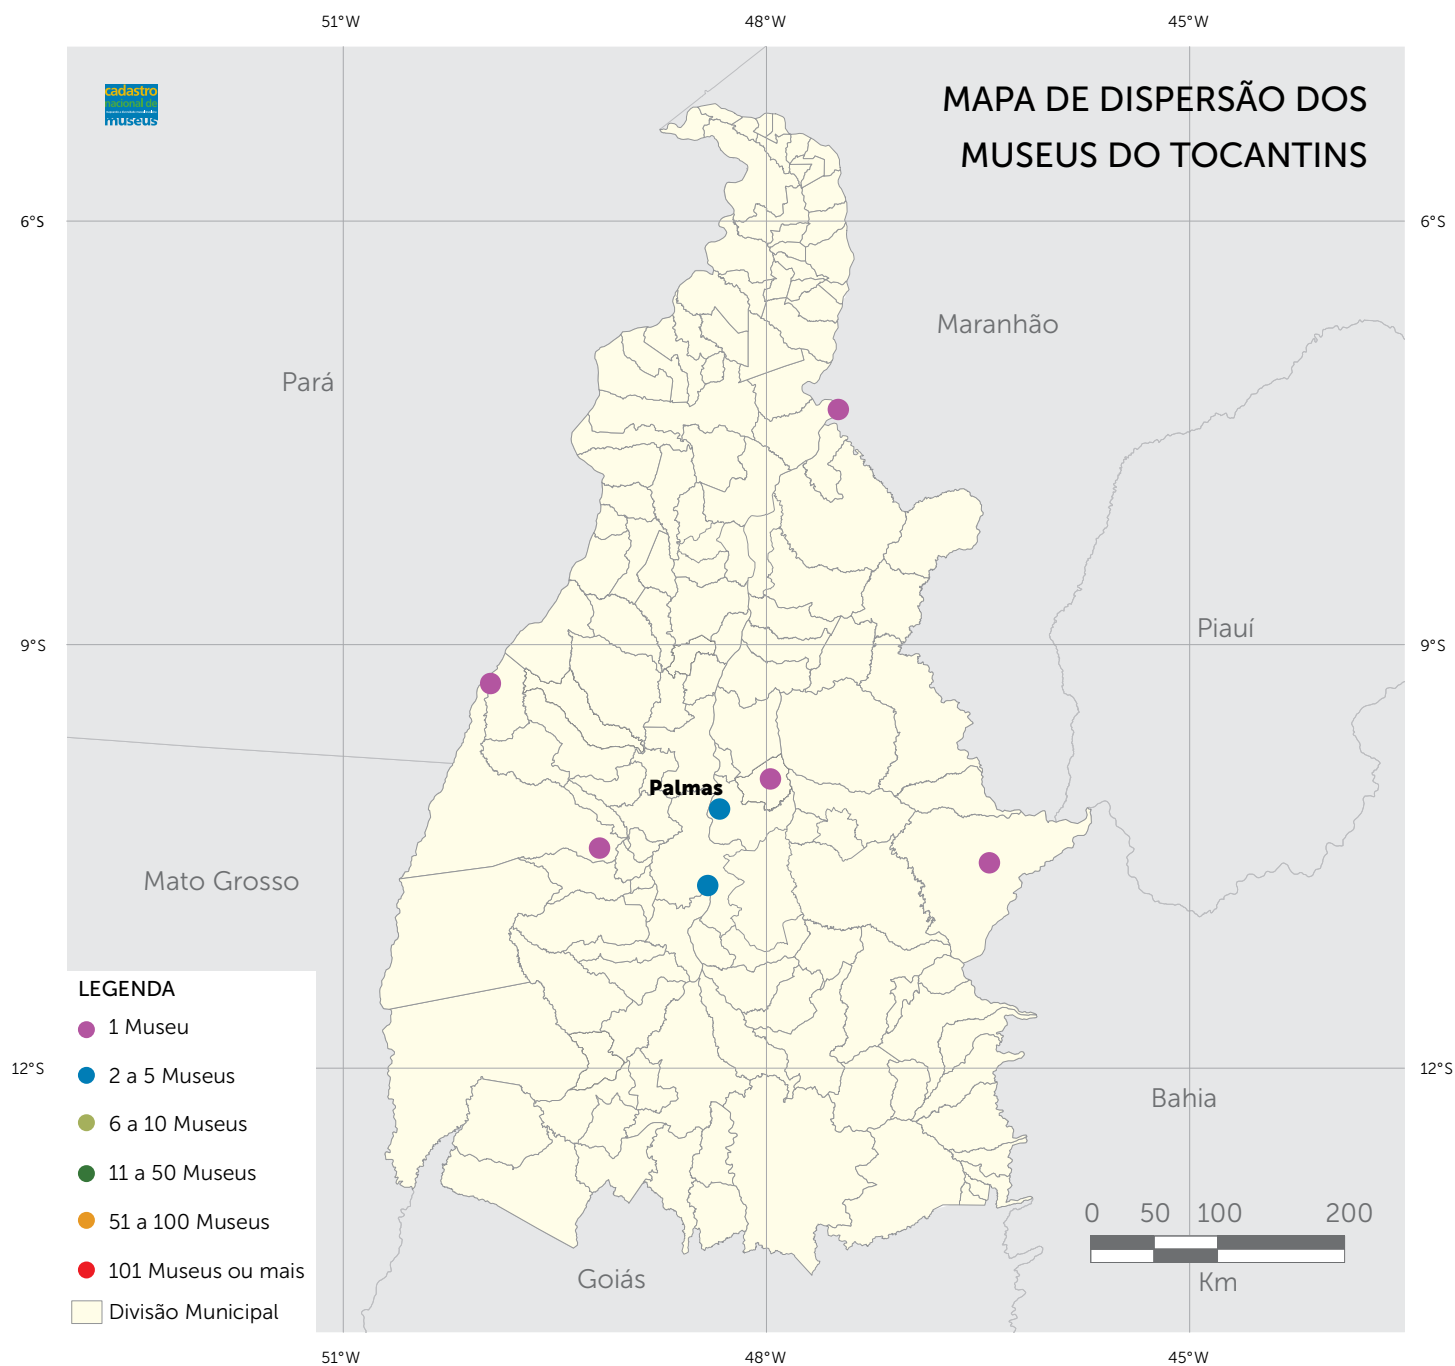 51°W
48°W
45°W
cadastro
nacional de
museus
MAPA DE DISPERSÃO DOS
MUSEUS DO TOCANTINS
6°S
6°S
Maranhão
Pará
Piauí
9°S
9°S
Palmas
Mato Grosso
LEGENDA
1 Museu
2 a 5 Museus
6 a 10 Museus
11 a 50 Museus
51 a 100 Museus
101 Museus ou mais
Divisão Municipal
12°S
12°S
Bahia
0 50 100 200
Km
Goiás
51°W
48°W
45°W